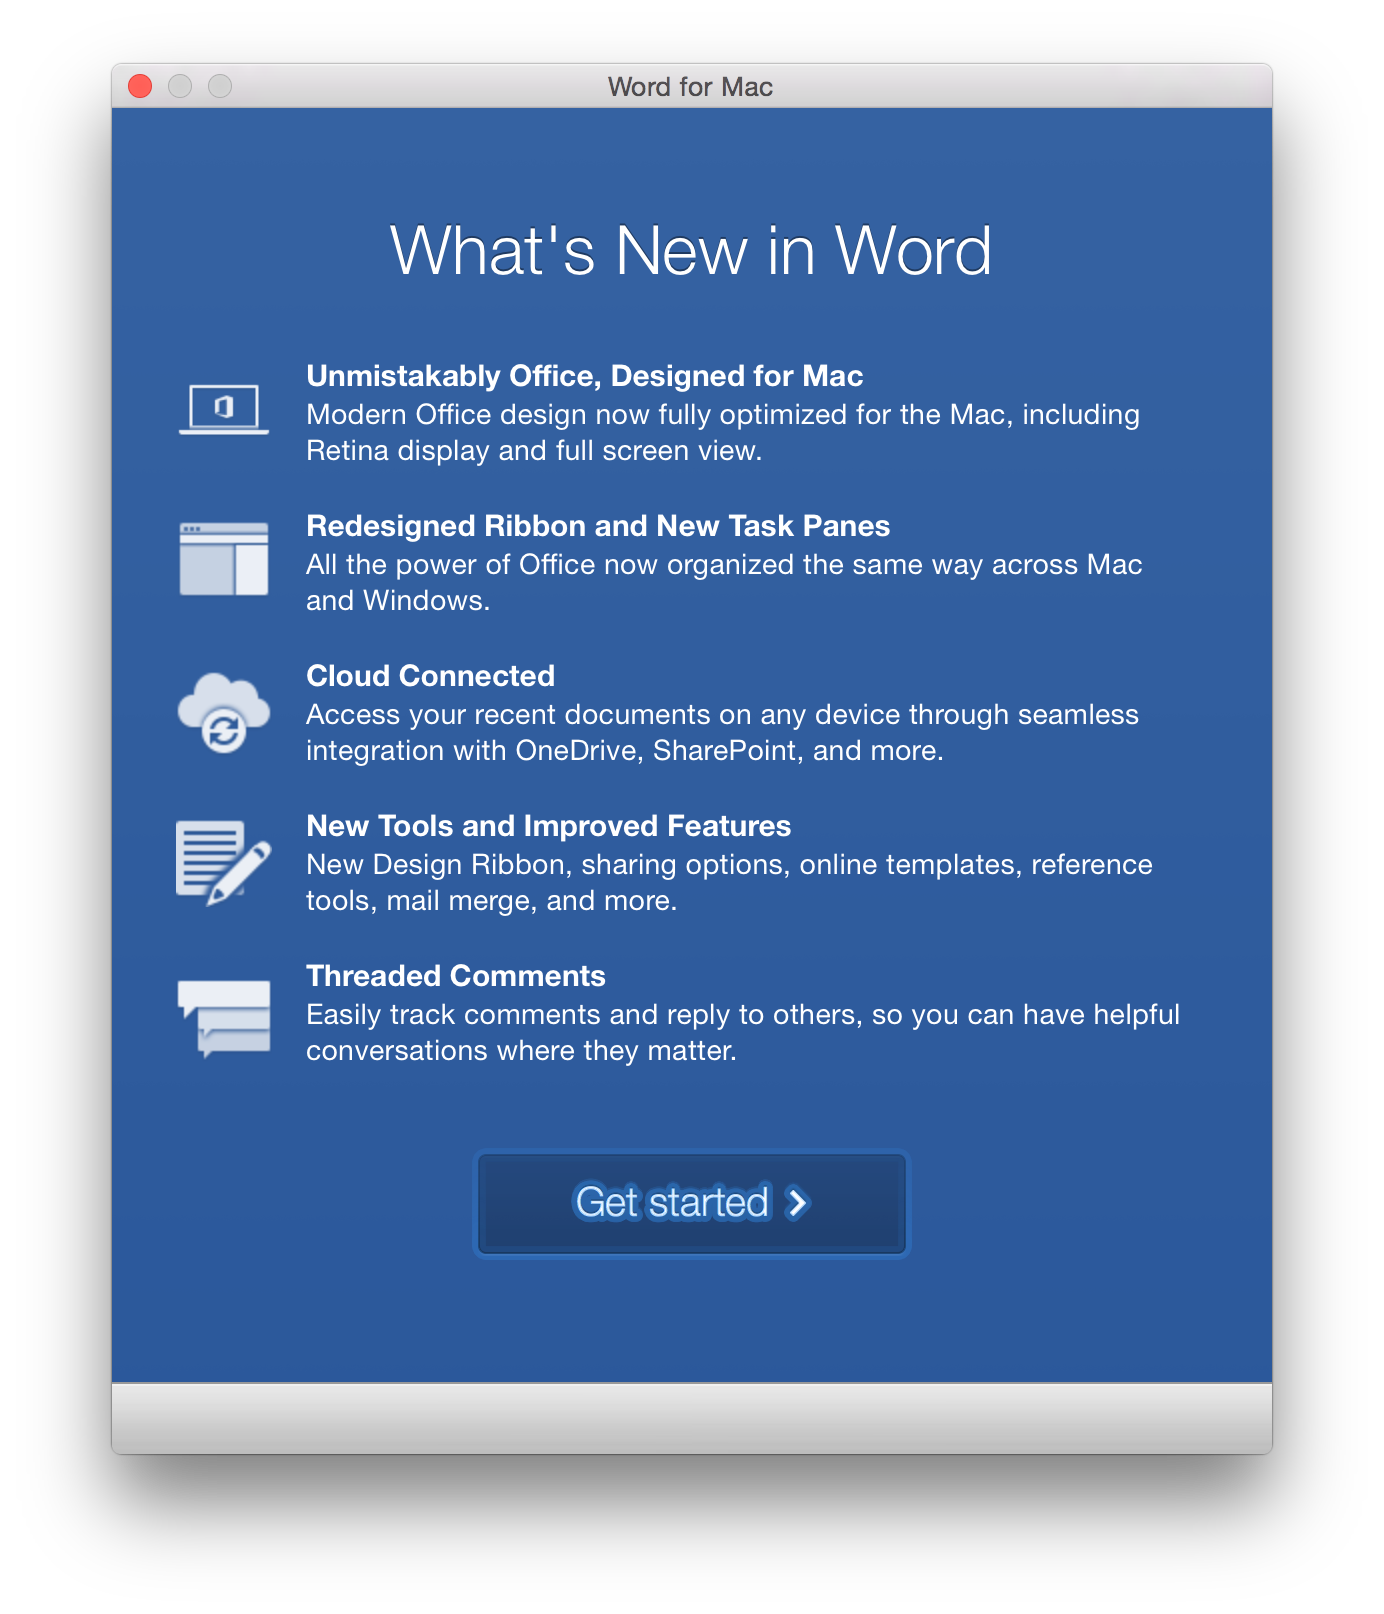 Word for Mac
What's New in Word
Unmistakably Office, Designed for Mac
Modern Office design now fully optimized for the Mac, including
Retina display and full screen view.
Redesigned Ribbon and New Task Panes
All the power of Office now organized the same way across Mac
and Windows.
Cloud Connected
Access your recent documents on any device through seamless
integration with OneDrive, SharePoint, and more.
New Tools and Improved Features
New Design Ribbon, sharing options, online templates, reference
tools, mail merge, and more.
Threaded Comments
Easily track comments and reply to others, so you can have helpful
conversations where they matter.
Get started